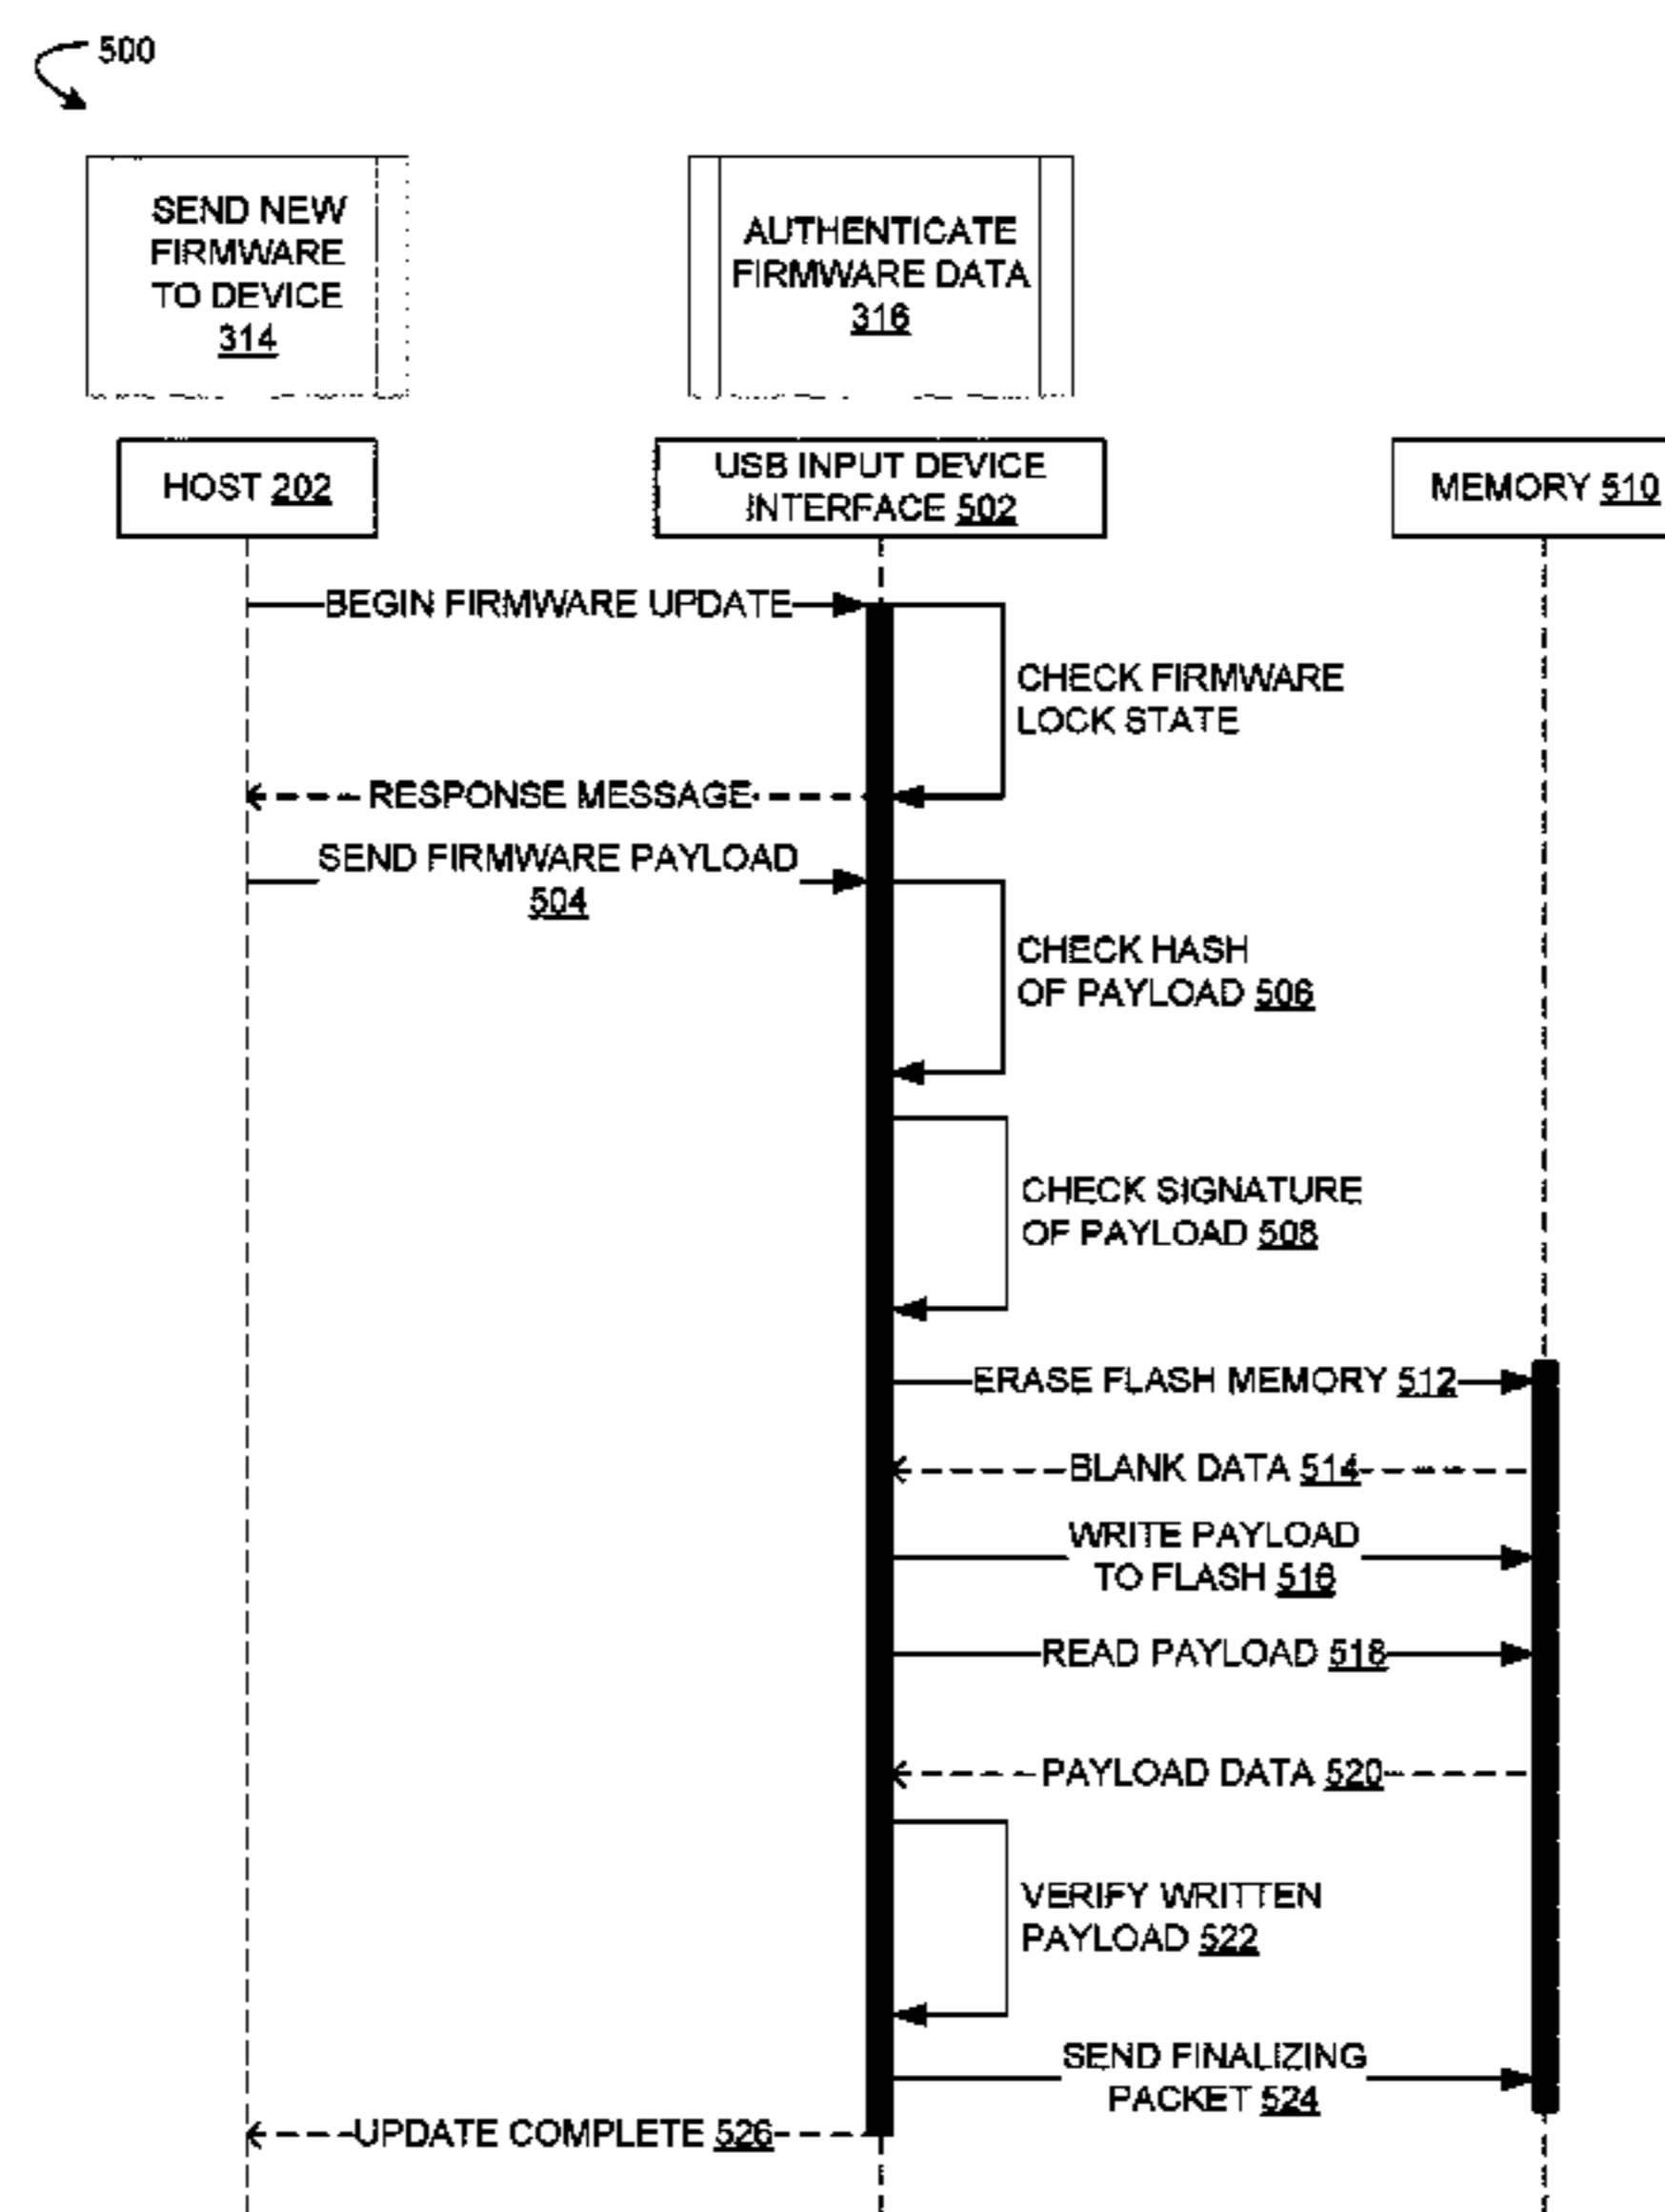 500
SEND NEW
FIRMWARE
TO DEVICE
314
AUTHENTICATE
FIRMWARE DATA
316
HOST 202
USB INPUT DEVICE
INTERFACE 502
MEMORY 510
BEGIN FIRMWARE UPDATE
CHECK FIRMWARE
LOCK STATE
RESPONSE MESSAGE
SEND FIRMWARE PAYLOAD
504
CHECK HASH
OF PAYLOAD 506
CHECK SIGNATURE
OF PAYLOAD 508
ERASE FLASH MEMORY 512
BLANK DATA 514
WRITE PAYLOAD
TO FLASH 516
READ PAYLOAD 518
PAYLOAD DATA 520
VERIFY WRITTEN
PAYLOAD 522
SEND FINALIZING
PACKET 524
UPDATE COMPLETE 526